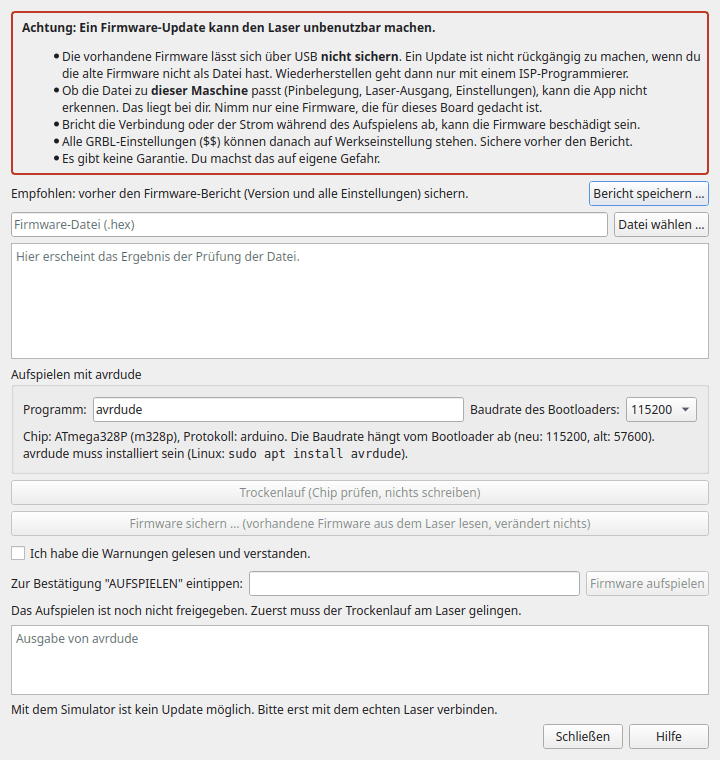 Achtung: Ein Firmware-Update kann den Laser unbenutzbar machen.
• Die vorhandene Firmware lässt sich über USB nicht sichern. Ein Update ist nicht rückgängig zu machen, wenn du
die alte Firmware nicht als Datei hast. Wiederherstellen geht dann nur mit einem ISP-Programmierer.
• Ob die Datei zu dieser Maschine passt (Pinbelegung, Laser-Ausgang, Einstellungen), kann die App nicht
erkennen. Das liegt bei dir. Nimm nur eine Firmware, die für dieses Board gedacht ist.
• Bricht die Verbindung oder der Strom während des Aufspielens ab, kann die Firmware beschädigt sein.
• Alle GRBL-Einstellungen ($$) können danach auf Werkseinstellung stehen. Sichere vorher den Bericht.
• Es gibt keine Garantie. Du machst das auf eigene Gefahr.
Empfohlen: vorher den Firmware-Bericht (Version und alle Einstellungen) sichern. Bericht speichern ...
Firmware-Datei (.hex) Datei wählen ...
Hier erscheint das Ergebnis der Prüfung der Datei.
Aufspielen mit avrdude
Programm: avrdude Baudrate des Bootloaders: 115200
Chip: ATmega328P (m328p), Protokoll: arduino. Die Baudrate hängt vom Bootloader ab (neu: 115200, alt: 57600).
avrdude muss installiert sein (Linux: sudo apt install avrdude).
Trockenlauf (Chip prüfen, nichts schreiben)
Firmware sichern ... (vorhandene Firmware aus dem Laser lesen, verändert nichts)
Ich habe die Warnungen gelesen und verstanden.
Zur Bestätigung "AUFSPIELEN" eintippen: Firmware aufspielen
Das Aufspielen ist noch nicht freigegeben. Zuerst muss der Trockenlauf am Laser gelingen.
Ausgabe von avrdude
Mit dem Simulator ist kein Update möglich. Bitte erst mit dem echten Laser verbinden.
Schließen Hilfe